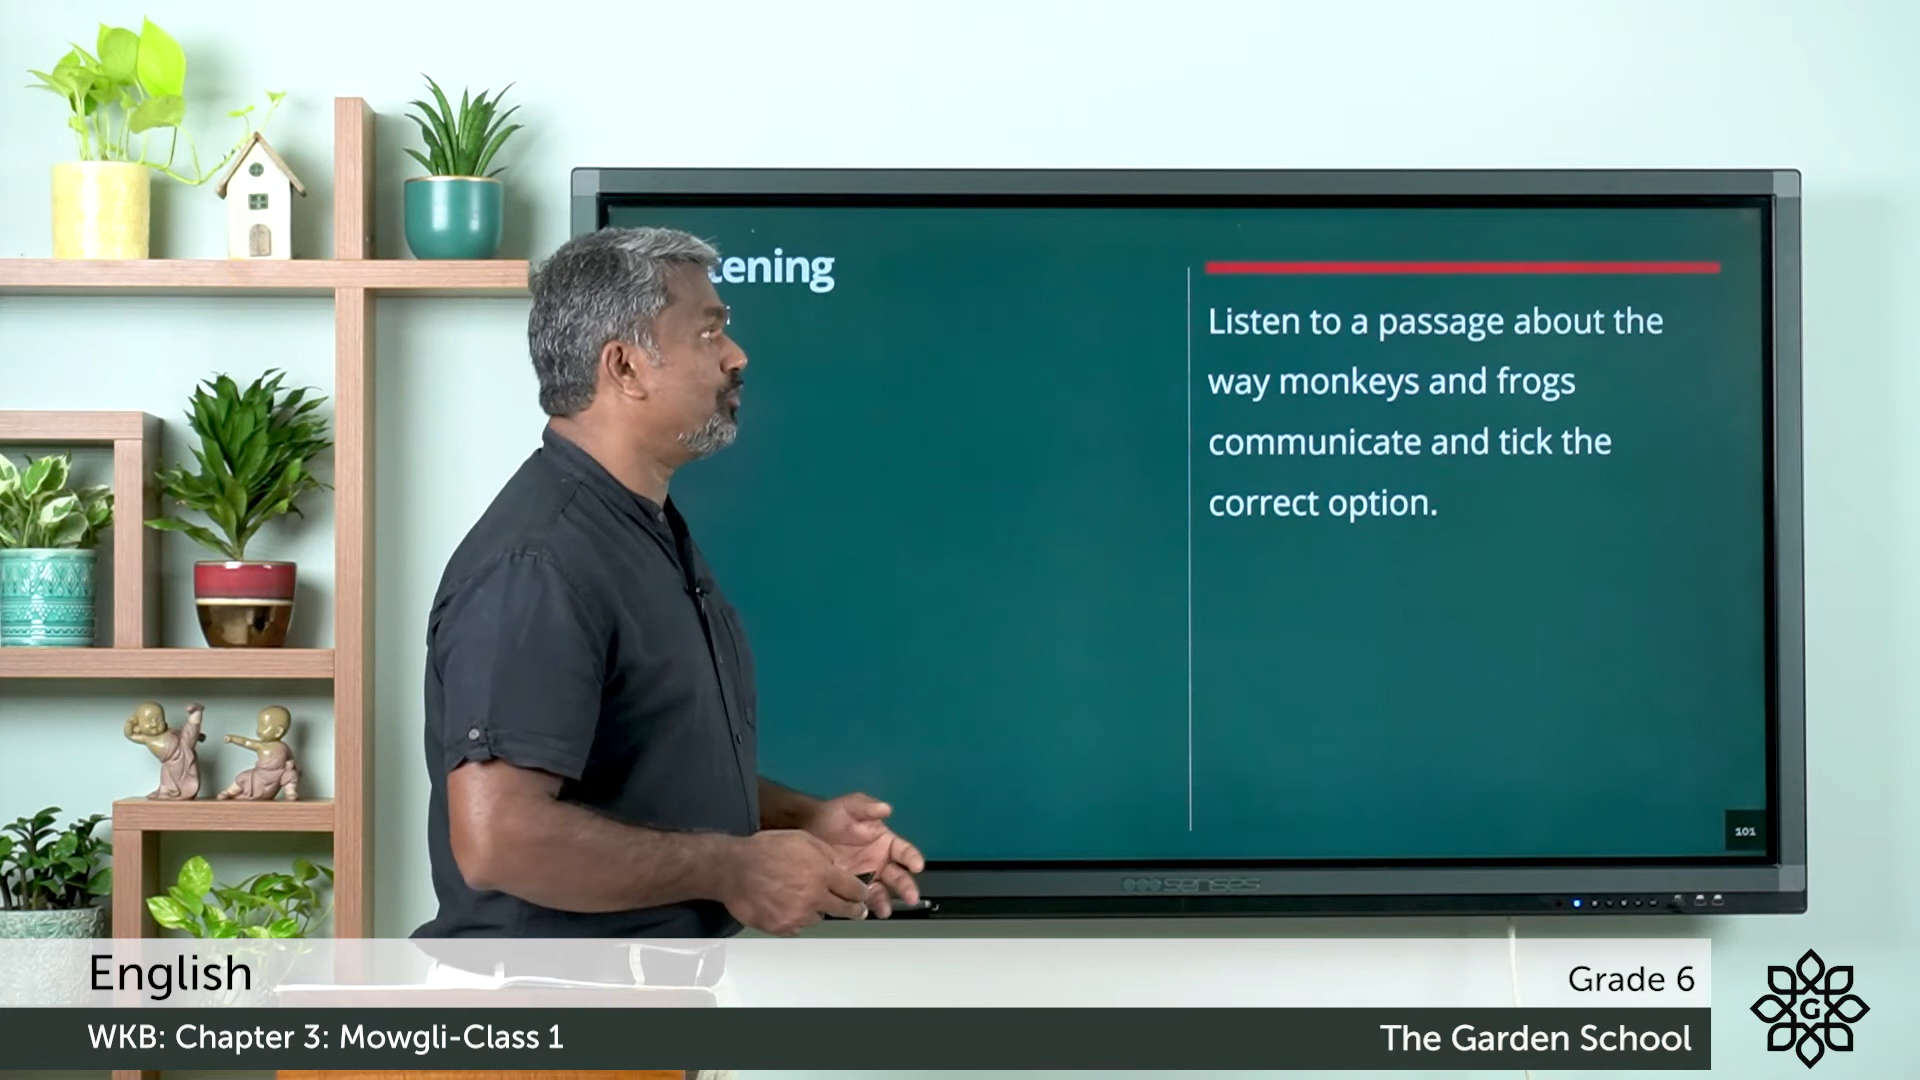 Listen to a passage about the
way monkeys and frogs
communicate and tick the
correct option.
101
senses
English
Grade 6
WKB: Chapter 3: Mowgli-Class 1
The Garden School
G